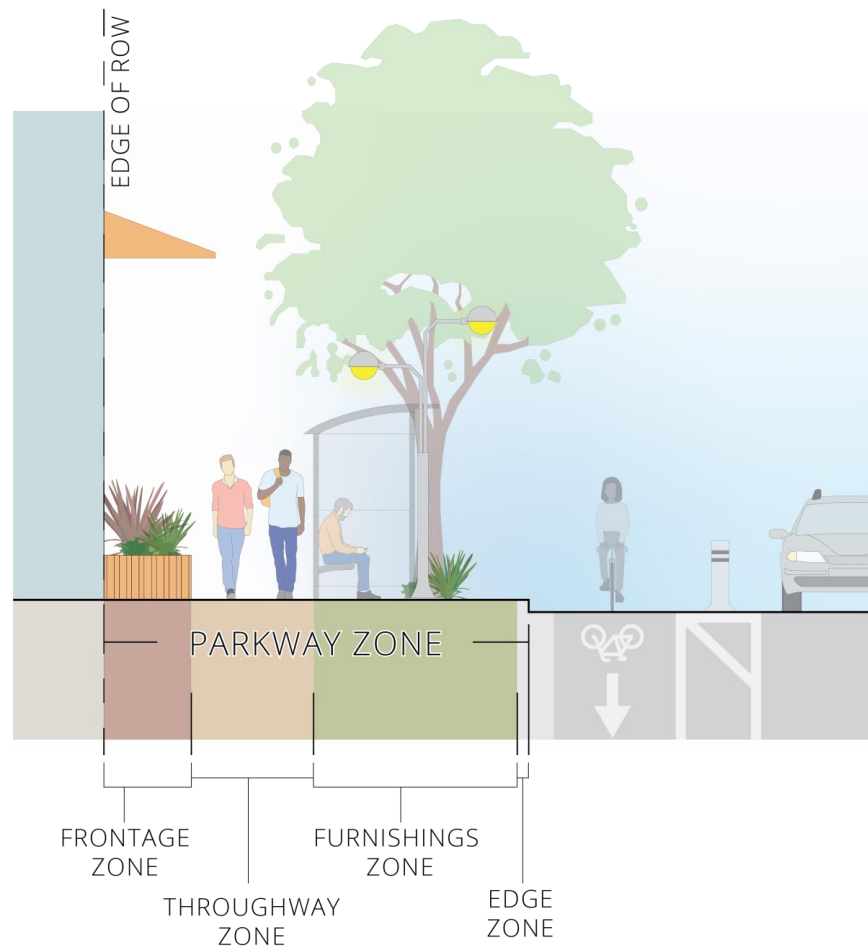 EDGE OF ROW
PARKWAY ZONE
FRONTAGE
ZONE
THROUGHWAY
ZONE
FURNISHINGS
ZONE
EDGE
ZONE